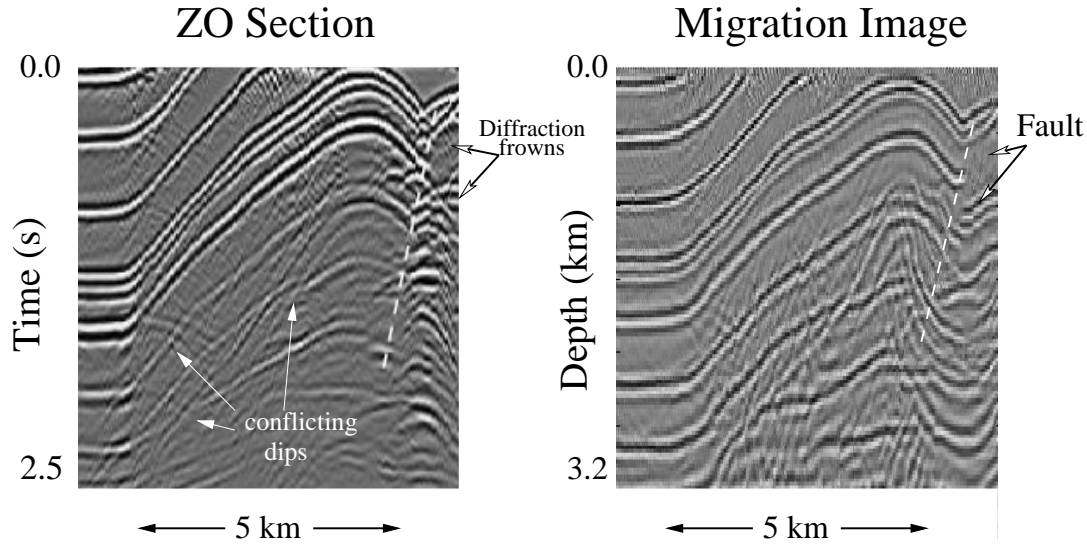 ZO Section
0.0
Time (s)
2.5
Diffraction
frowns
conflicting
dips
5 km
Migration Image
0.0
Depth (km)
3.2
Fault
5 km